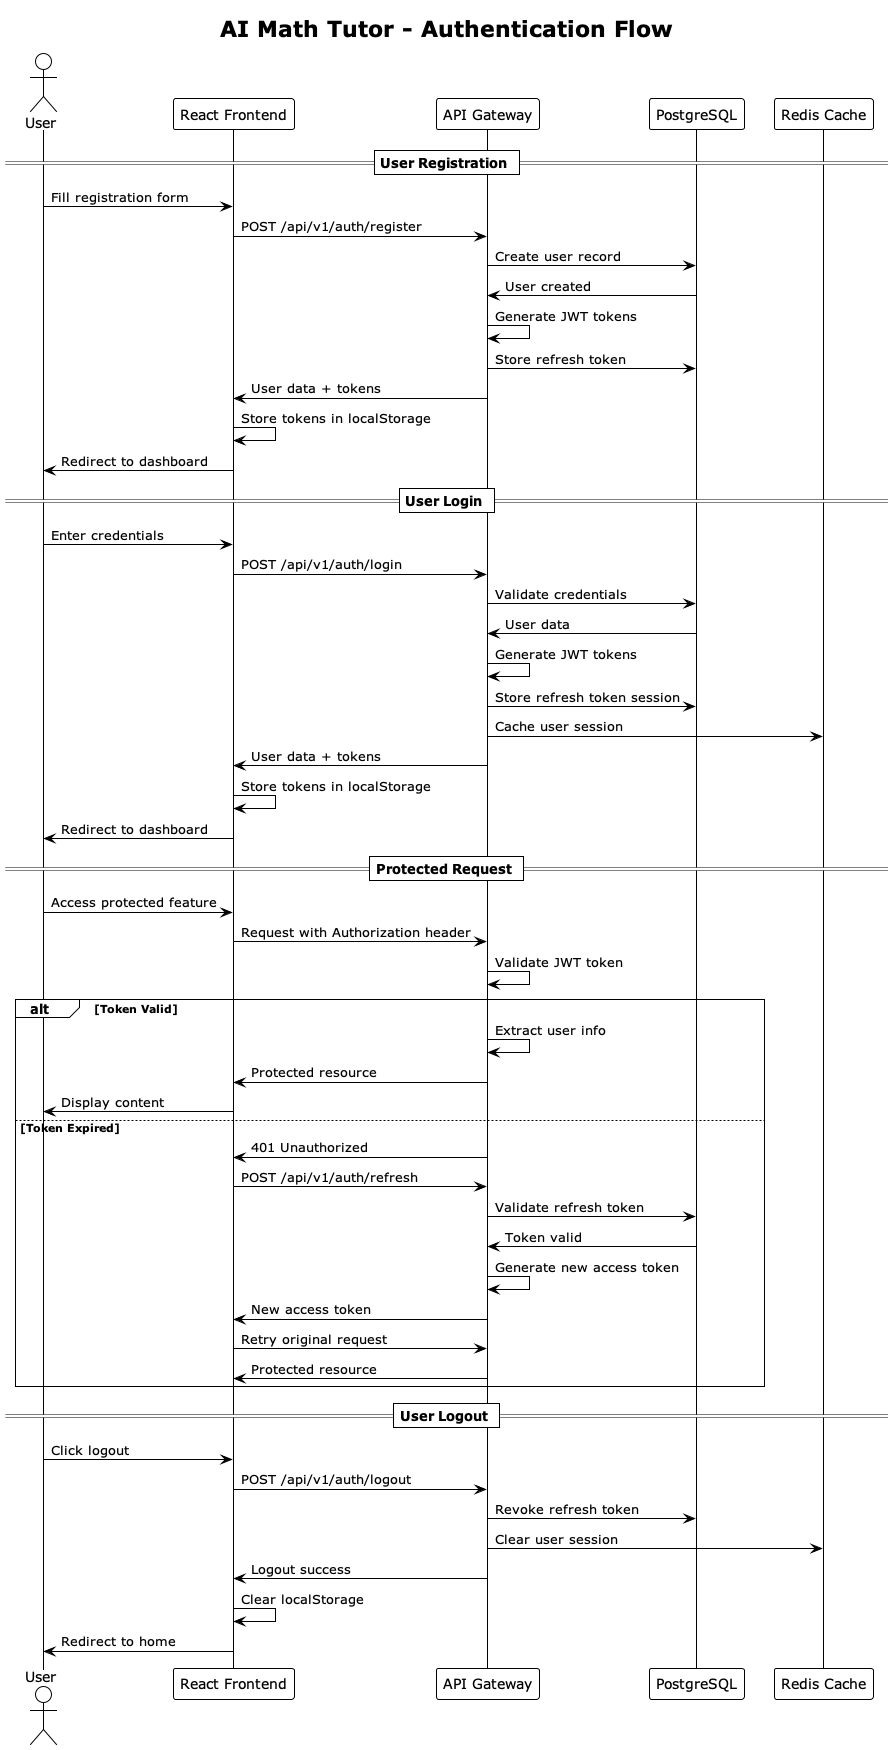 AI Math Tutor - Authentication Flow
User
React Frontend
API Gateway
PostgreSQL
Redis Cache
User Registration
Fill registration form
POST /api/v1/auth/register
Create user record
User created
Generate JWT tokens
Store refresh token
User data + tokens
Store tokens in localStorage
Redirect to dashboard
User Login
Enter credentials
POST /api/v1/auth/login
Validate credentials
User data
Generate JWT tokens
Store refresh token session
Cache user session
User data + tokens
Store tokens in localStorage
Redirect to dashboard
Protected Request
Access protected feature
Request with Authorization header
Validate JWT token
alt
[Token Valid]
Extract user info
Protected resource
Display content
[Token Expired]
401 Unauthorized
POST /api/v1/auth/refresh
Validate refresh token
Token valid
Generate new access token
New access token
Retry original request
Protected resource
User Logout
Click logout
POST /api/v1/auth/logout
Revoke refresh token
Clear user session
Logout success
Clear localStorage
Redirect to home
User
React Frontend
API Gateway
PostgreSQL
Redis Cache